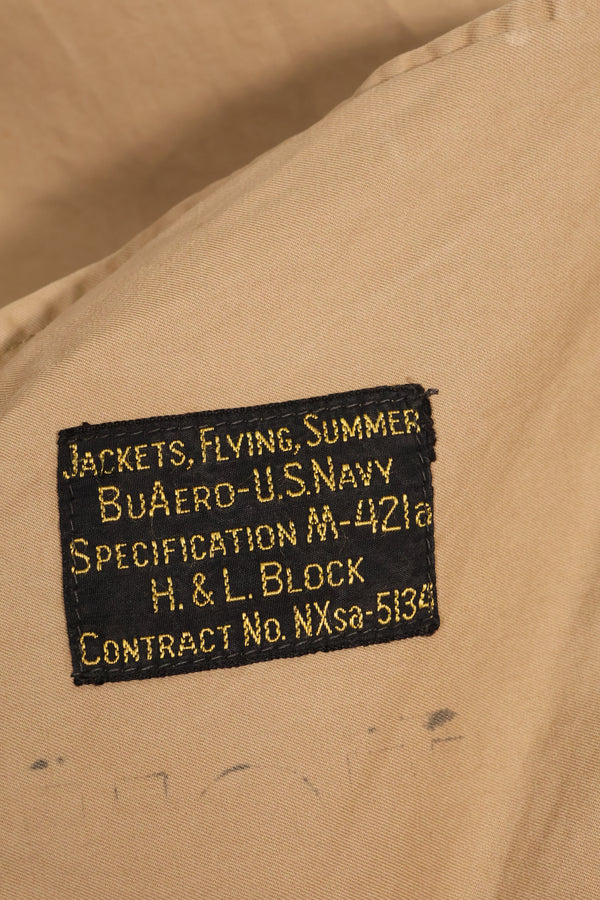 Jackets, Flying, Summer
BuAero-U.S.Navy
Specification M-421a
H. & L. Block
Contract No. NXsa-5134